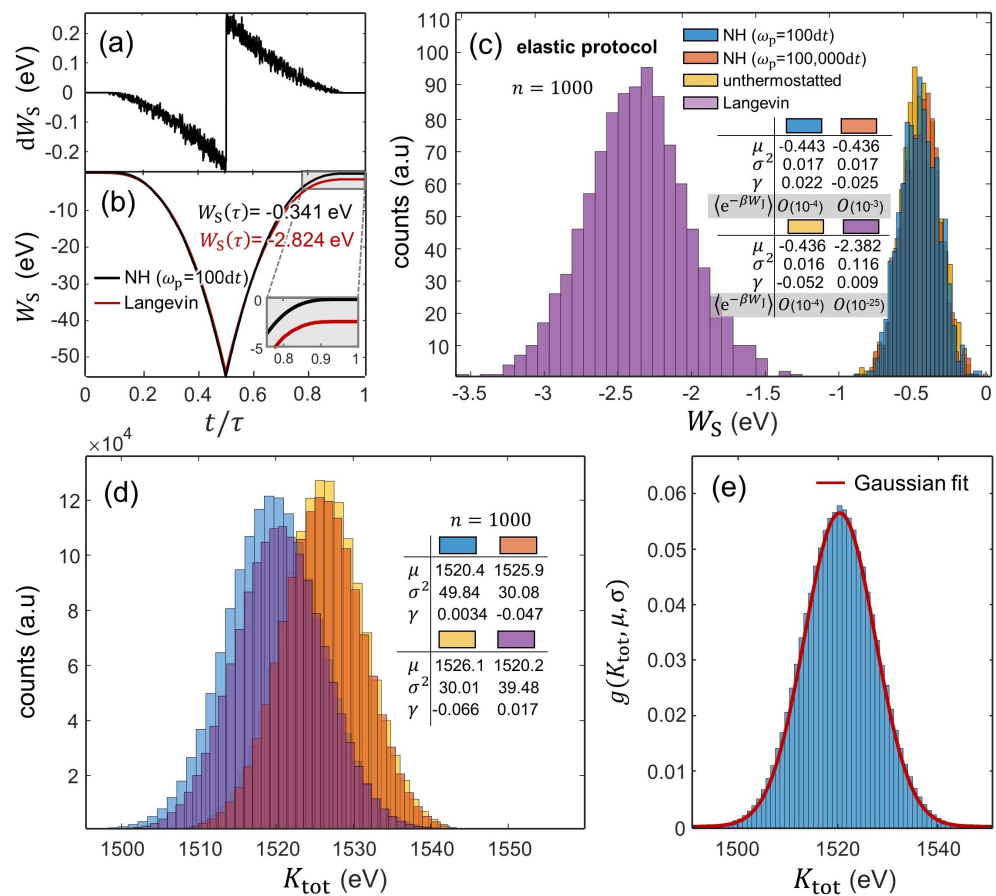 (a)
dW_S (eV)
0.2
0.1
0
-0.1
-0.2
(b)
W_S(τ)= -0.341 eV
W_S(τ)= -2.824 eV
NH (ω_p=100dt)
Langevin
W_S (eV)
-10
-20
-30
-40
-50
0
-5
0.8
0.9
1
0
0.2
0.4
0.6
0.8
1
t/τ
(c)
elastic protocol
n = 1000
NH (ω_p=100dt)
NH (ω_p=100,000dt)
unthermostatted
Langevin
μ -0.443 -0.436
σ² 0.017 0.017
γ 0.022 -0.025
⟨e^{-βW_J}⟩ O(10⁻⁴) O(10⁻³)
μ -0.436 -2.382
σ² 0.016 0.116
γ -0.052 0.009
⟨e^{-βW_J}⟩ O(10⁻⁴) O(10⁻²⁵)
counts (a.u)
110
100
90
80
70
60
50
40
30
20
10
-3.5
-3
-2.5
-2
-1.5
-1
-0.5
0
W_S (eV)
×10⁴
(d)
n = 1000
μ 1520.4 1525.9
σ² 49.84 30.08
γ 0.0034 -0.047
μ 1526.1 1520.2
σ² 30.01 39.48
γ -0.066 0.017
counts (a.u)
12
10
8
6
4
2
1500
1510
1520
1530
1540
1550
K_tot (eV)
(e)
Gaussian fit
g(K_tot, μ, σ)
0.06
0.05
0.04
0.03
0.02
0.01
0
1500
1520
1540
K_tot (eV)